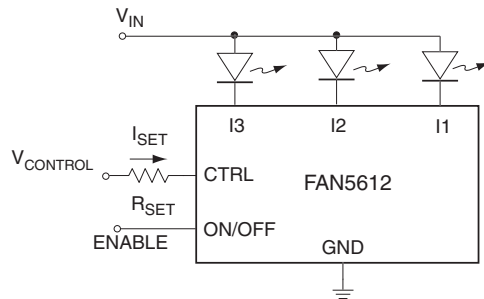 V_IN
I3 I2 I1
I_SET
V_CONTROL
CTRL
FAN5612
R_SET
ON/OFF
ENABLE
GND